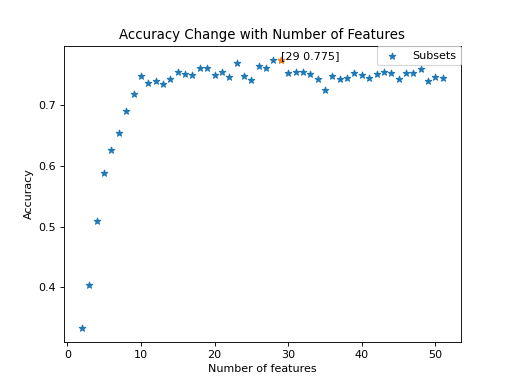 Accuracy Change with Number of Features
[29 0.775]
Subsets
0.7
0.6
0.5
0.4
Accuracy
0 10 20 30 40 50
Number of features